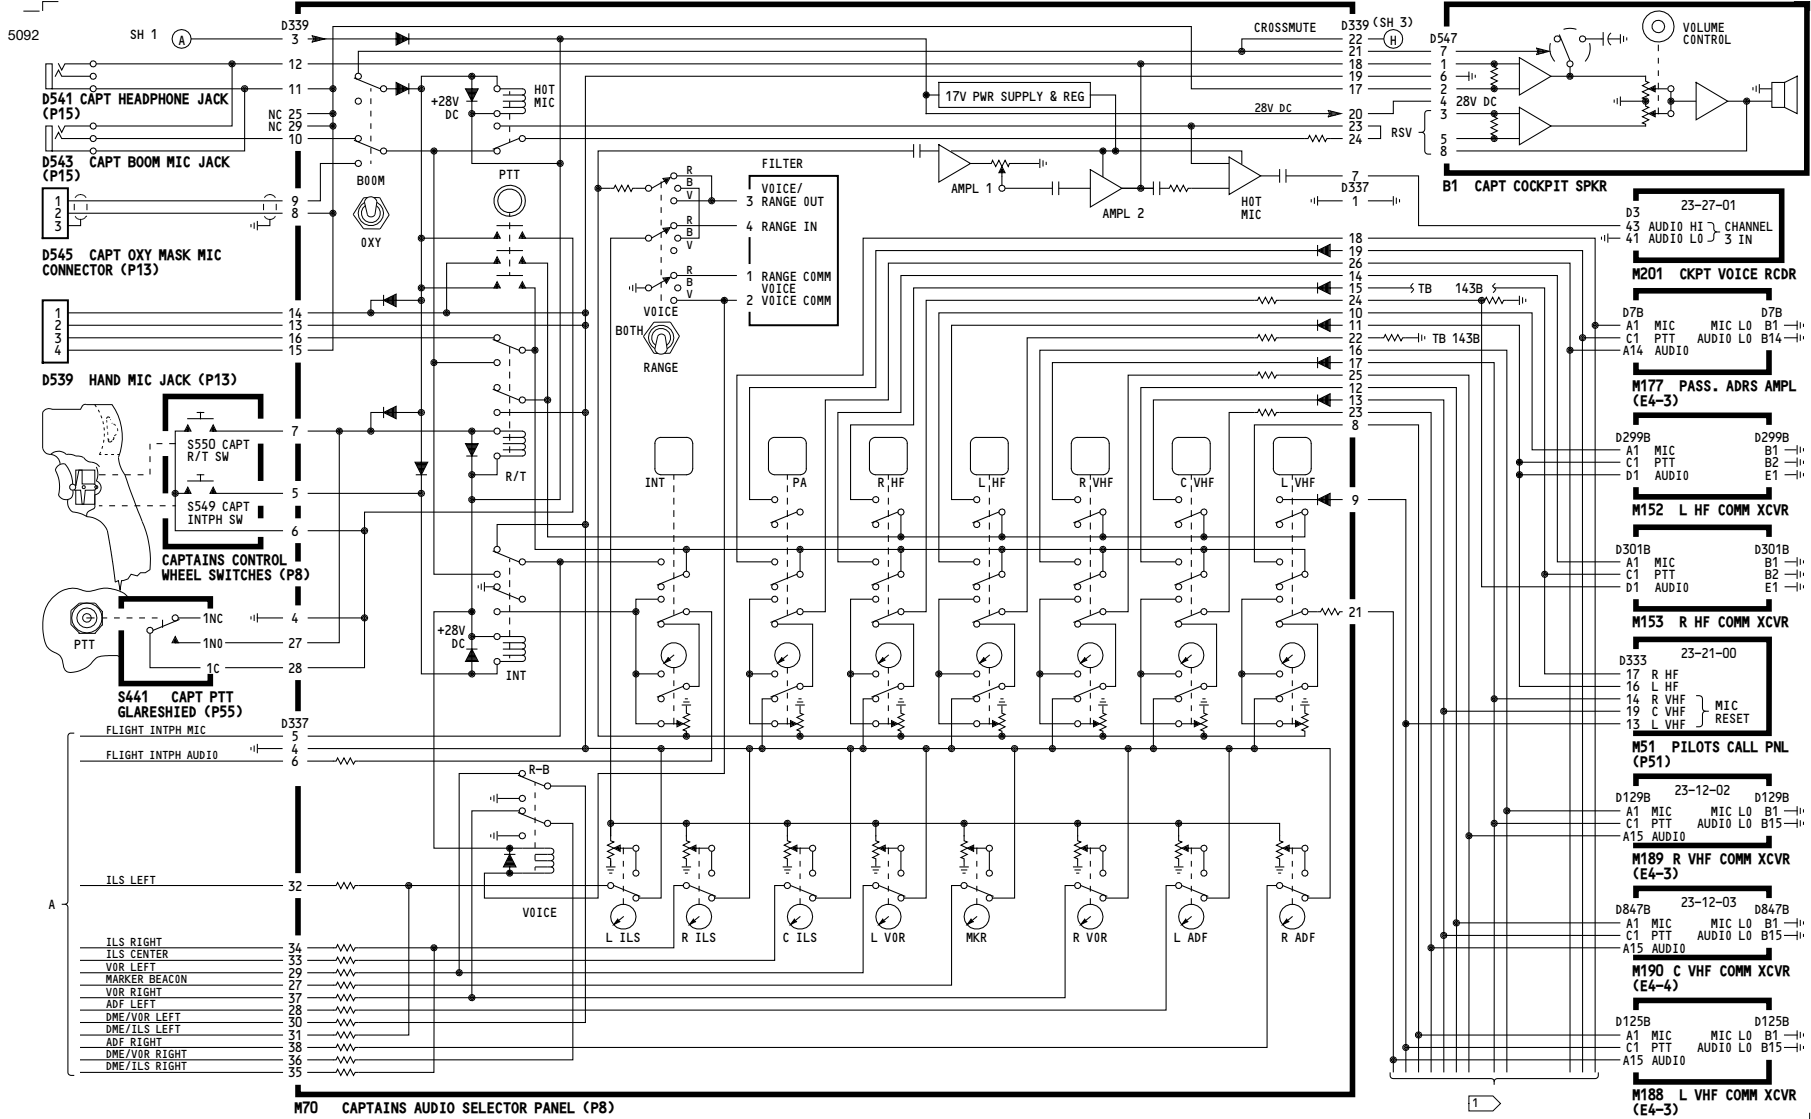 5092
SH 1 A
D339
3
12
D541 CAPT HEADPHONE JACK
(P15)
11
NC 25
NC 29
10
D543 CAPT BOOM MIC JACK
(P15)
1
2
3
9
8
D545 CAPT OXY MASK MIC
CONNECTOR (P13)
1
2
3
4
14
13
16
15
D539 HAND MIC JACK (P13)
S550 CAPT
R/T SW
7
S549 CAPT
INTPH SW
5
6
CAPTAINS CONTROL
WHEEL SWITCHES (P8)
PTT
1NC
1NO
1C
4
27
28
S441 CAPT PTT
GLARESHIED (P55)
D337
FLIGHT INTPH MIC 5
4
FLIGHT INTPH AUDIO 6
A
ILS LEFT 32
ILS RIGHT 34
ILS CENTER 33
VOR LEFT 29
MARKER BEACON 27
VOR RIGHT 37
ADF LEFT 28
DME/VOR LEFT 30
DME/ILS LEFT 31
ADF RIGHT 38
DME/VOR RIGHT 36
DME/ILS RIGHT 35
M70 CAPTAINS AUDIO SELECTOR PANEL (P8)
BOOM
OXY
+28V
DC
HOT
MIC
PTT
R/T
+28V
DC
INT
R-B
VOICE
FILTER
R
B
V
VOICE/
3 RANGE OUT
R
B
V
4 RANGE IN
R
B
V
1 RANGE COMM
VOICE
2 VOICE COMM
VOICE
BOTH
RANGE
17V PWR SUPPLY & REG
AMPL 1
AMPL 2
HOT
MIC
CROSSMUTE
28V DC
INT
PA
R HF
L HF
R VHF
C VHF
L VHF
L ILS
R ILS
C ILS
L VOR
MKR
R VOR
L ADF
R ADF
D339 (SH 3)
22 H
21
18
19
17
20
23
24
RSV
7
D337
1
18
19
26
14
15
24
10
11
22
16
17
25
12
13
23
8
9
21
TB 143B
TB 143B
D547
7
1
6
2
4 28V DC
3
5
8
VOLUME
CONTROL
B1 CAPT COCKPIT SPKR
23-27-01
D3
43 AUDIO HI
41 AUDIO LO
CHANNEL
3 IN
M201 CKPT VOICE RCDR
D7B D7B
A1 MIC MIC LO B1
C1 PTT AUDIO LO B14
A14 AUDIO
M177 PASS. ADRS AMPL
(E4-3)
D299B D299B
A1 MIC B1
C1 PTT B2
D1 AUDIO E1
M152 L HF COMM XCVR
D301B D301B
A1 MIC B1
C1 PTT B2
D1 AUDIO E1
M153 R HF COMM XCVR
23-21-00
D333
17 R HF
16 L HF
14 R VHF
19 C VHF
13 L VHF
MIC
RESET
M51 PILOTS CALL PNL
(P51)
23-12-02
D129B D129B
A1 MIC MIC LO B1
C1 PTT AUDIO LO B15
A15 AUDIO
M189 R VHF COMM XCVR
(E4-3)
23-12-03
D847B D847B
A1 MIC MIC LO B1
C1 PTT AUDIO LO B15
A15 AUDIO
M190 C VHF COMM XCVR
(E4-4)
D125B D125B
A1 MIC MIC LO B1
C1 PTT AUDIO LO B15
A15 AUDIO
M188 L VHF COMM XCVR
(E4-3)
1